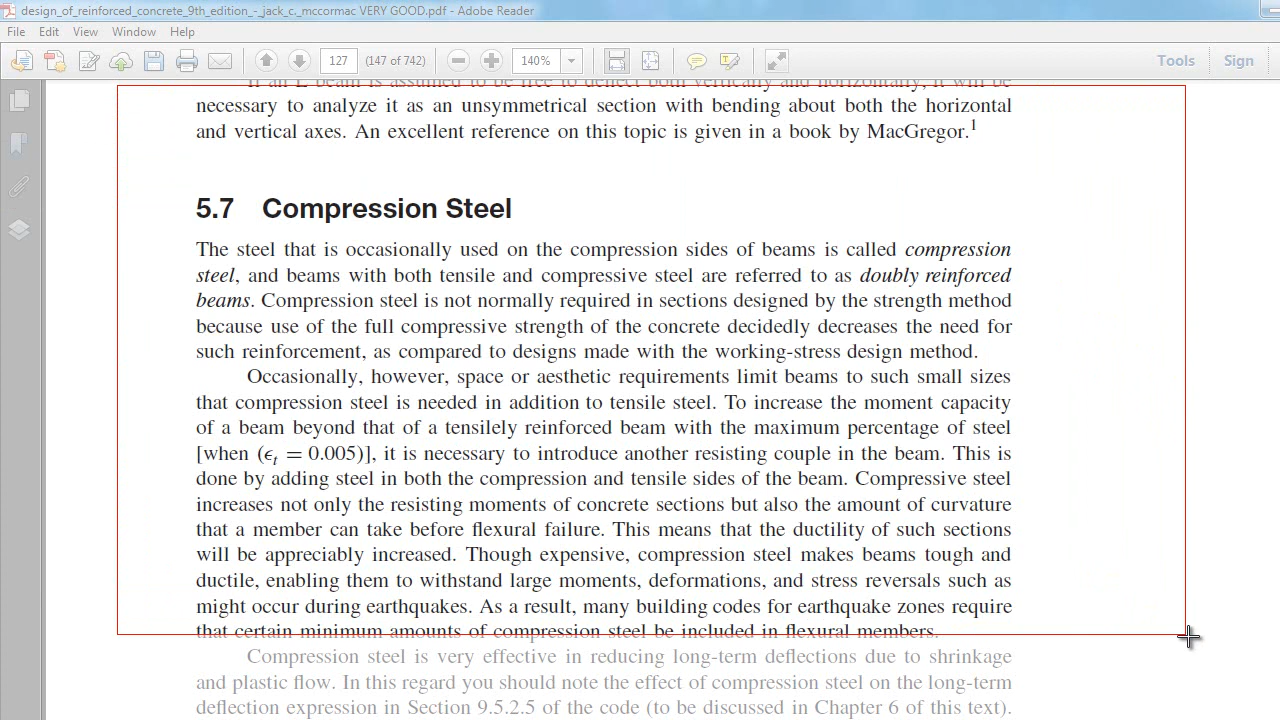 design_of_reinforced_concrete_9th_edition_-_jack_c._mccormac VERY GOOD.pdf - Adobe Reader
File Edit View Window Help
127 (147 of 742) 140% Tools Sign
If an L beam is assumed to be free to deflect both vertically and horizontally, it will be
necessary to analyze it as an unsymmetrical section with bending about both the horizontal
and vertical axes. An excellent reference on this topic is given in a book by MacGregor.¹
5.7 Compression Steel
The steel that is occasionally used on the compression sides of beams is called compression
steel, and beams with both tensile and compressive steel are referred to as doubly reinforced
beams. Compression steel is not normally required in sections designed by the strength method
because use of the full compressive strength of the concrete decidedly decreases the need for
such reinforcement, as compared to designs made with the working-stress design method.
Occasionally, however, space or aesthetic requirements limit beams to such small sizes
that compression steel is needed in addition to tensile steel. To increase the moment capacity
of a beam beyond that of a tensilely reinforced beam with the maximum percentage of steel
[when (ϵₜ = 0.005)], it is necessary to introduce another resisting couple in the beam. This is
done by adding steel in both the compression and tensile sides of the beam. Compressive steel
increases not only the resisting moments of concrete sections but also the amount of curvature
that a member can take before flexural failure. This means that the ductility of such sections
will be appreciably increased. Though expensive, compression steel makes beams tough and
ductile, enabling them to withstand large moments, deformations, and stress reversals such as
might occur during earthquakes. As a result, many building codes for earthquake zones require
that certain minimum amounts of compression steel be included in flexural members.
Compression steel is very effective in reducing long-term deflections due to shrinkage
and plastic flow. In this regard you should note the effect of compression steel on the long-term
deflection expression in Section 9.5.2.5 of the code (to be discussed in Chapter 6 of this text).